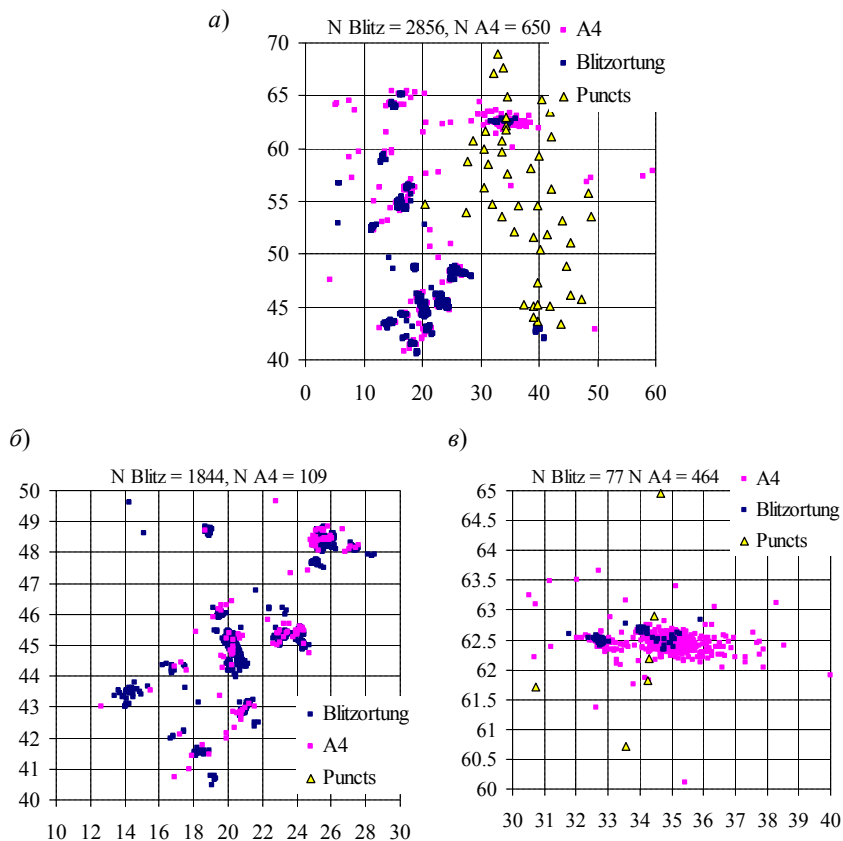 а)
N Blitz = 2856, N A4 = 650
A4
Blitzortung
Puncts
70
65
60
55
50
45
40
0 10 20 30 40 50 60
б)
N Blitz = 1844, N A4 = 109
50
49
48
47
46
45
44
43
42
41
40
Blitzortung
A4
Puncts
10 12 14 16 18 20 22 24 26 28 30
в)
N Blitz = 77 N A4 = 464
A4
Blitzortung
Puncts
65
64.5
64
63.5
63
62.5
62
61.5
61
60.5
60
30 31 32 33 34 35 36 37 38 39 40